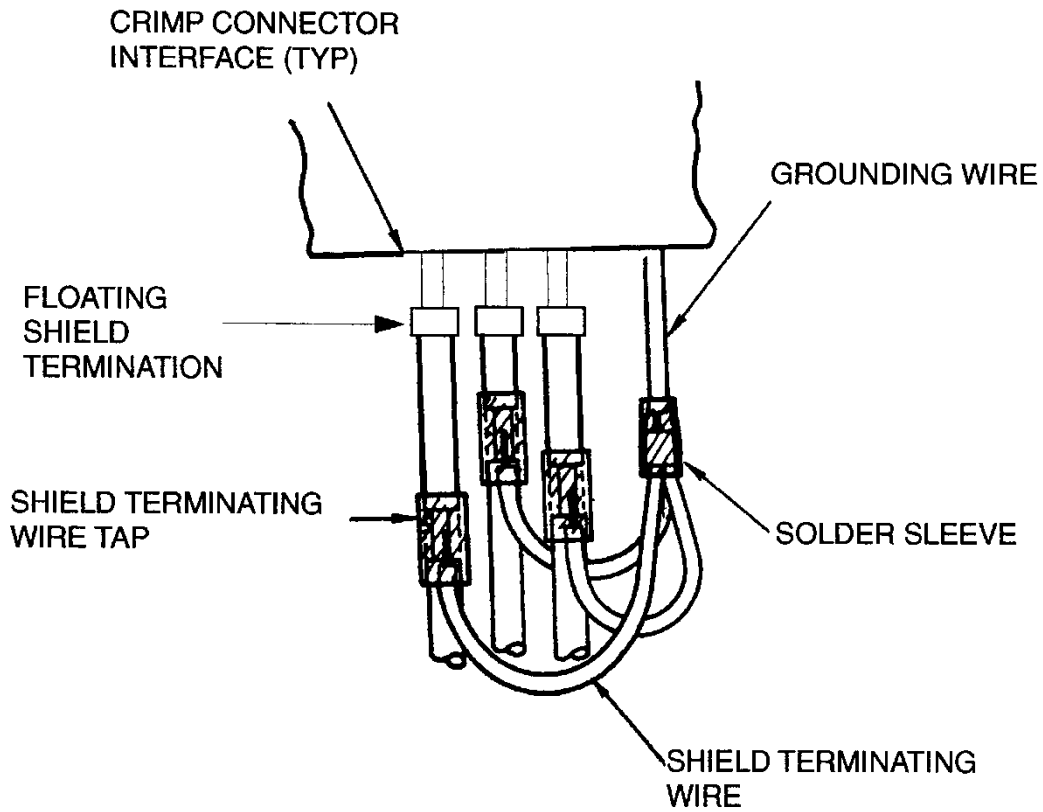 CRIMP CONNECTOR
INTERFACE (TYP)
GROUNDING WIRE
FLOATING
SHIELD
TERMINATION
SHIELD TERMINATING
WIRE TAP
SOLDER SLEEVE
SHIELD TERMINATING
WIRE